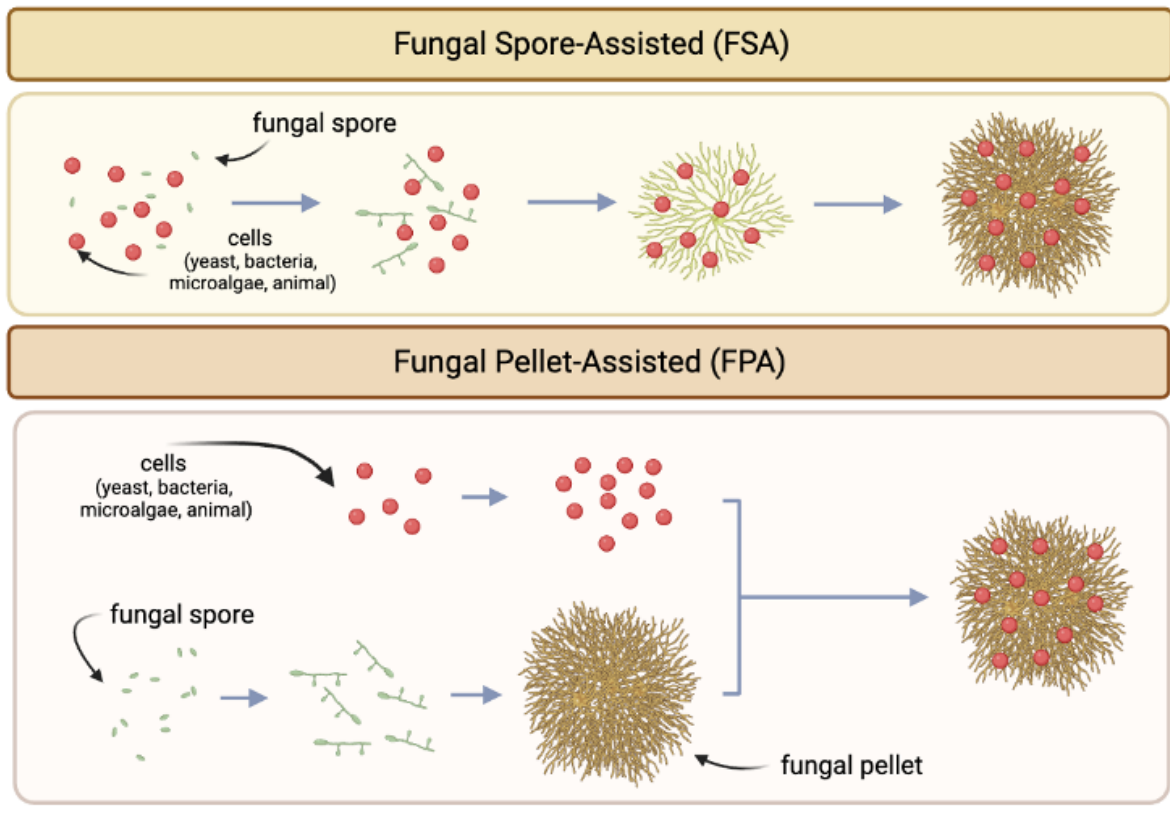 Fungal Spore-Assisted (FSA)
fungal spore
cells
(yeast, bacteria,
microalgae, animal)
Fungal Pellet-Assisted (FPA)
cells
(yeast, bacteria,
microalgae, animal)
fungal spore
fungal pellet